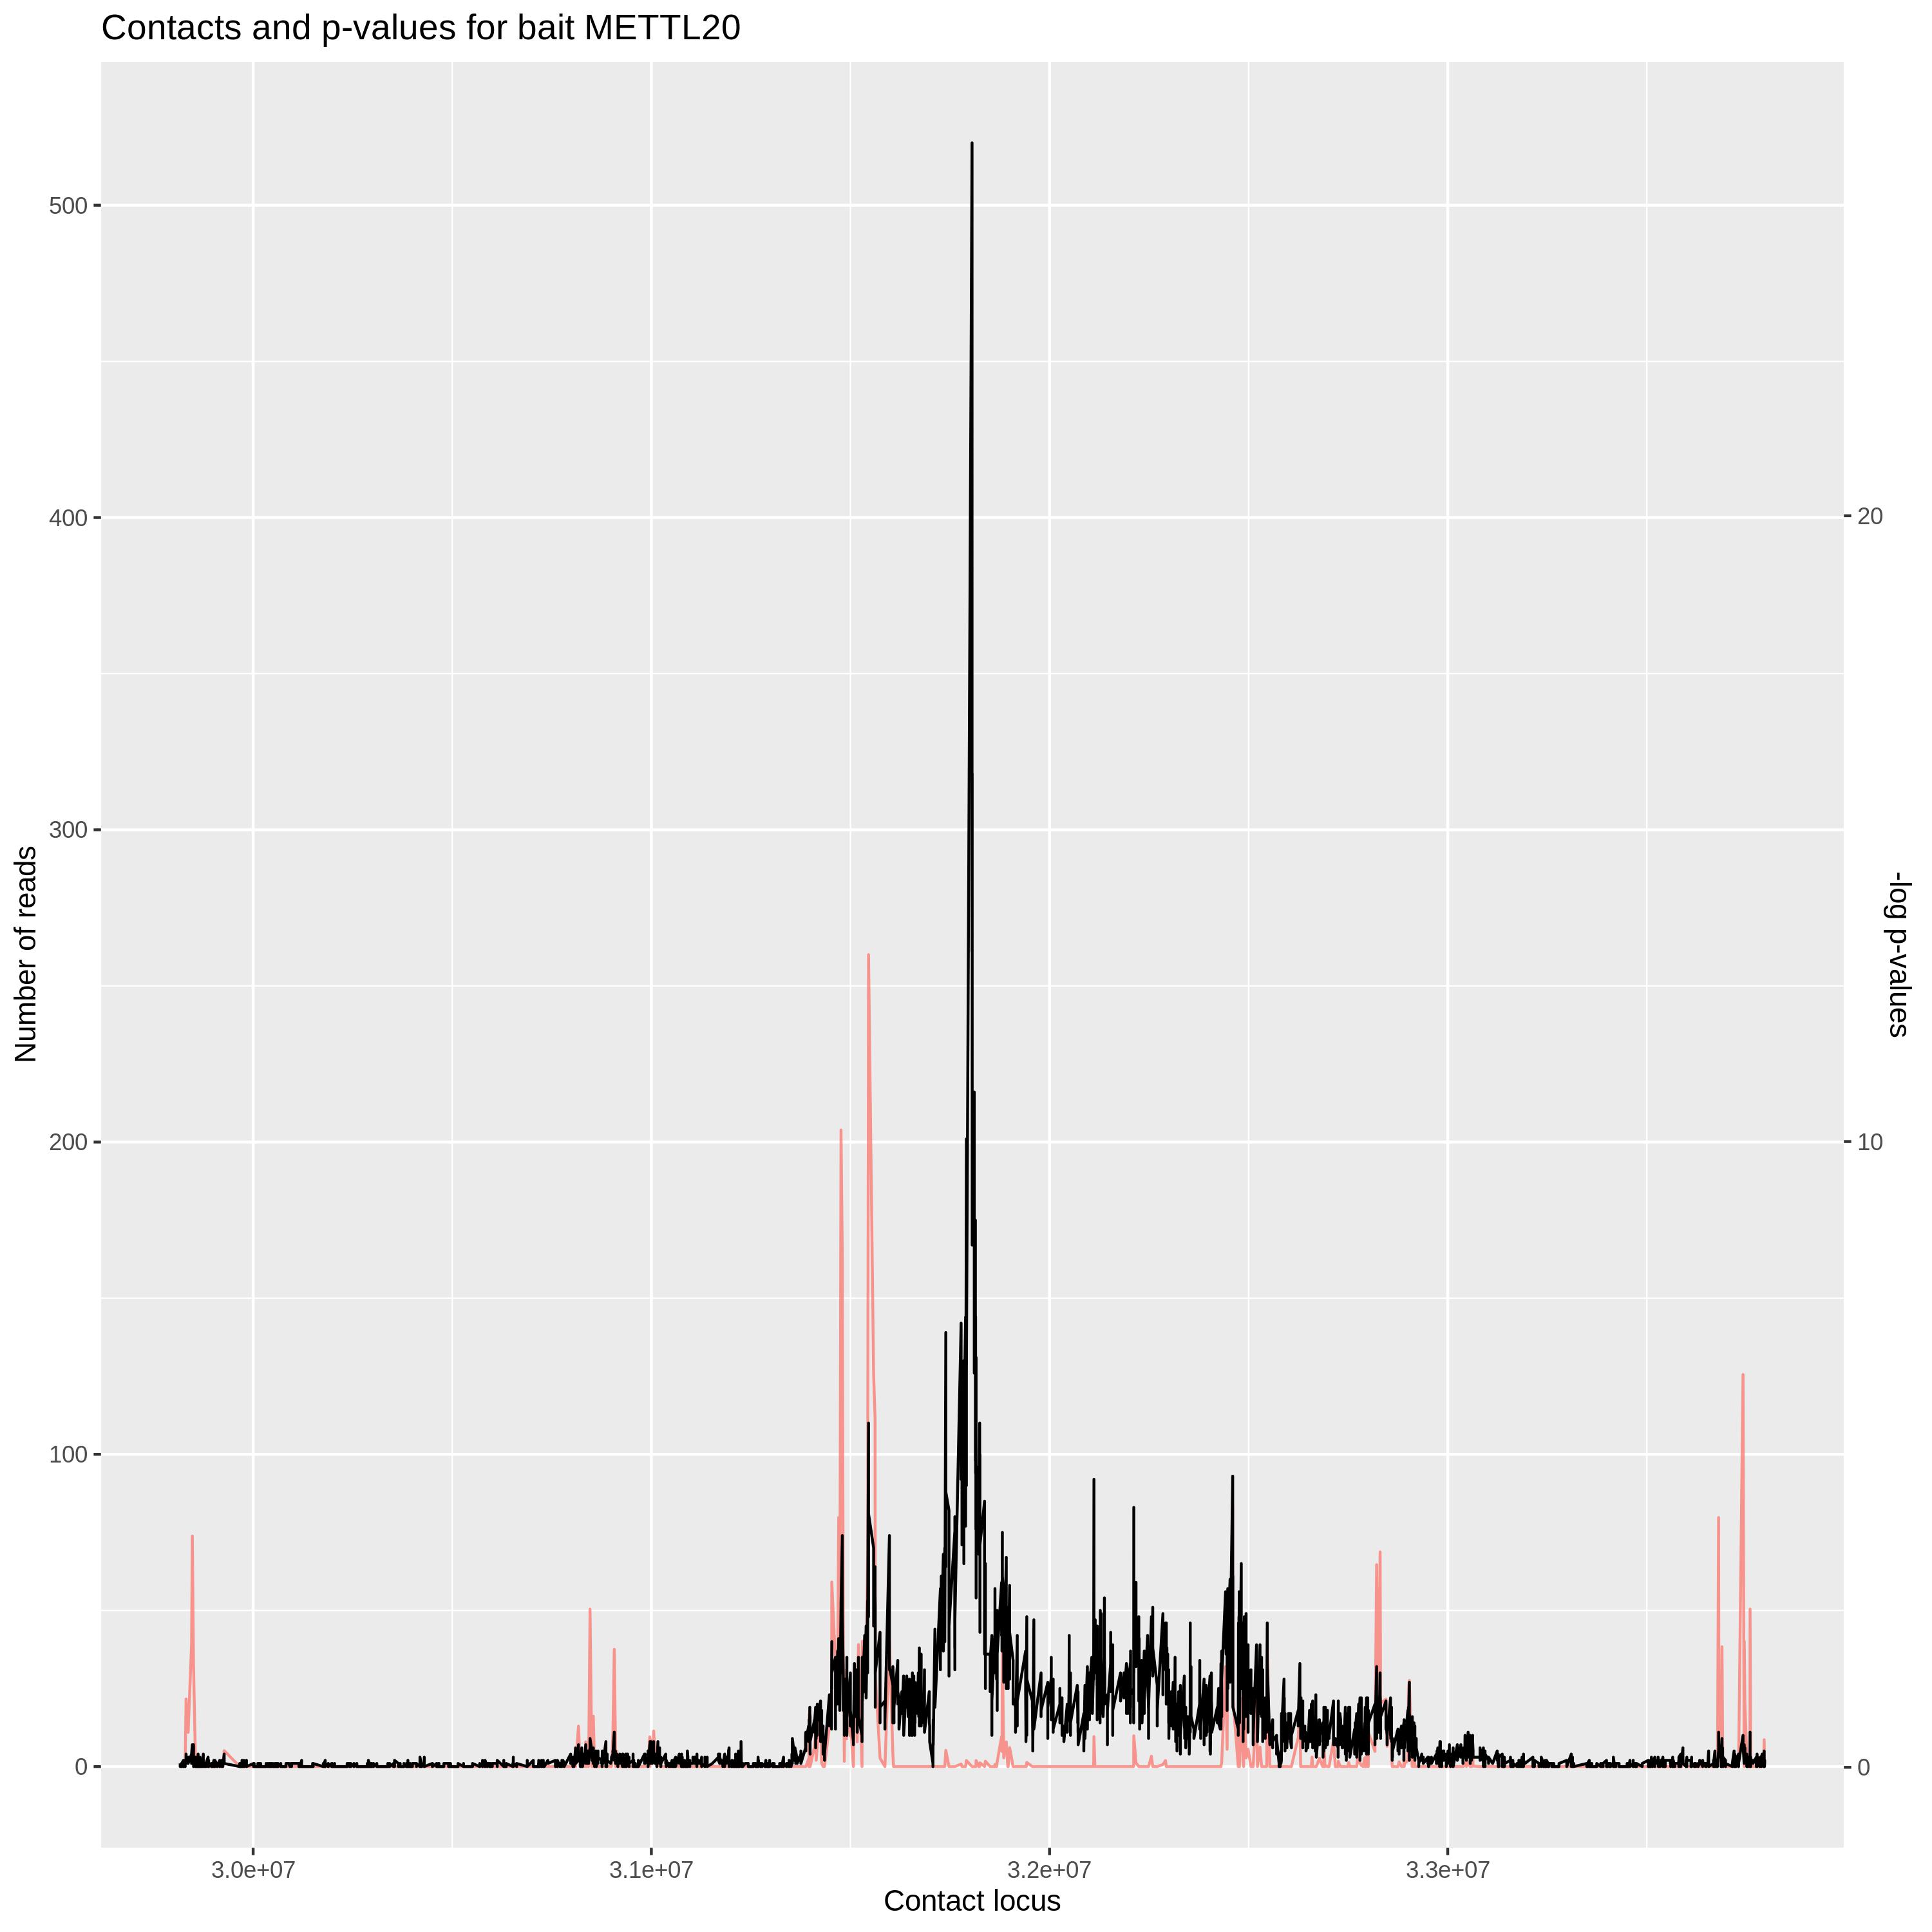 Contacts and p-values for bait METTL20
500
400
300
200
100
0
Number of reads
20
10
0
-log p-values
3.0e+07
3.1e+07
3.2e+07
3.3e+07
Contact locus